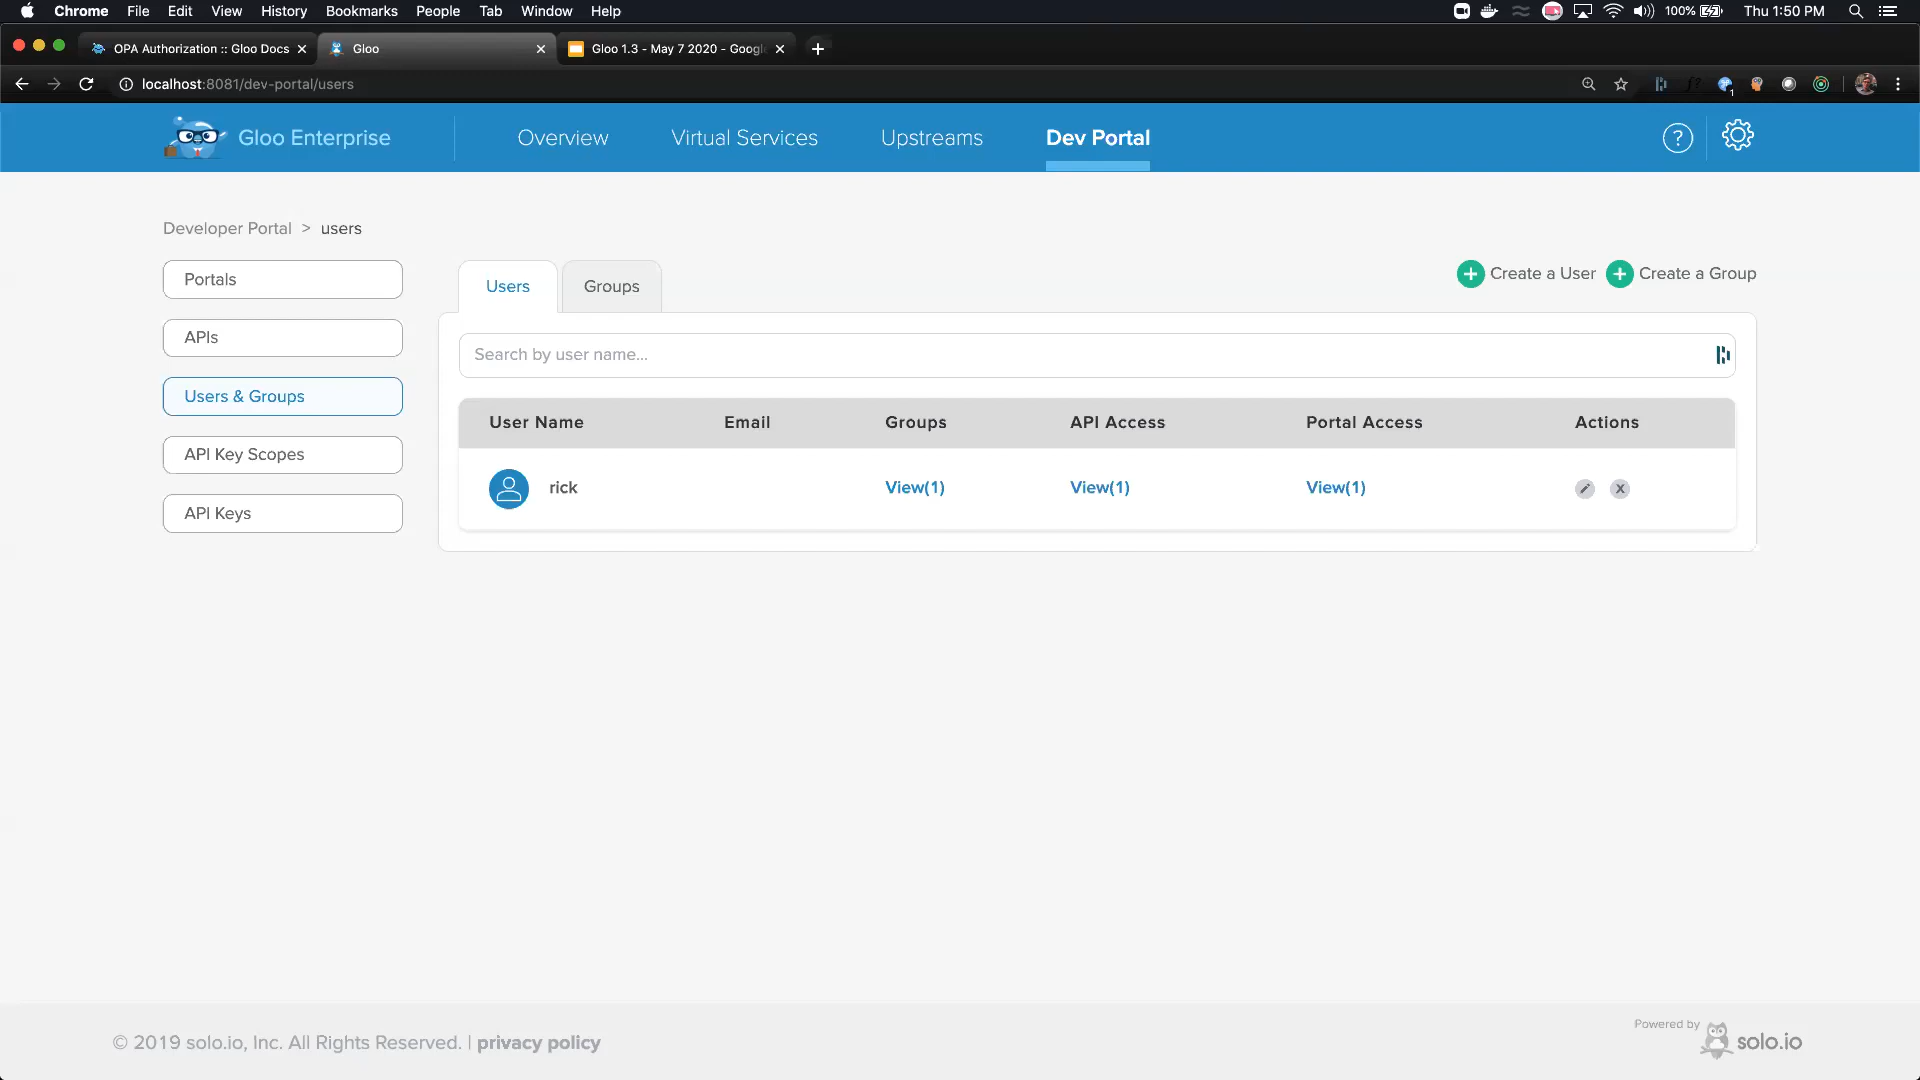 Chrome File Edit View History Bookmarks People Tab Window Help 100% Thu 1:50 PM
OPA Authorization :: Gloo Docs Gloo Gloo 1.3 - May 7 2020 - Googl
localhost:8081/dev-portal/users
Gloo Enterprise Overview Virtual Services Upstreams Dev Portal ?
Developer Portal > users
Portals
APIs
Users & Groups
API Key Scopes
API Keys
Users Groups
Create a User Create a Group
Search by user name...
User Name Email Groups API Access Portal Access Actions
rick View(1) View(1) View(1)
© 2019 solo.io, Inc. All Rights Reserved. | privacy policy
Powered by
solo.io